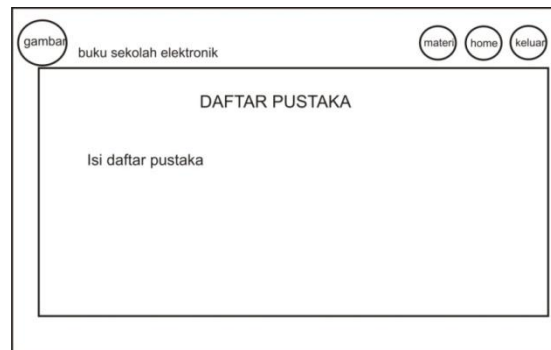 gambar
buku sekolah elektronik
materi
home
keluar
DAFTAR PUSTAKA
Isi daftar pustaka